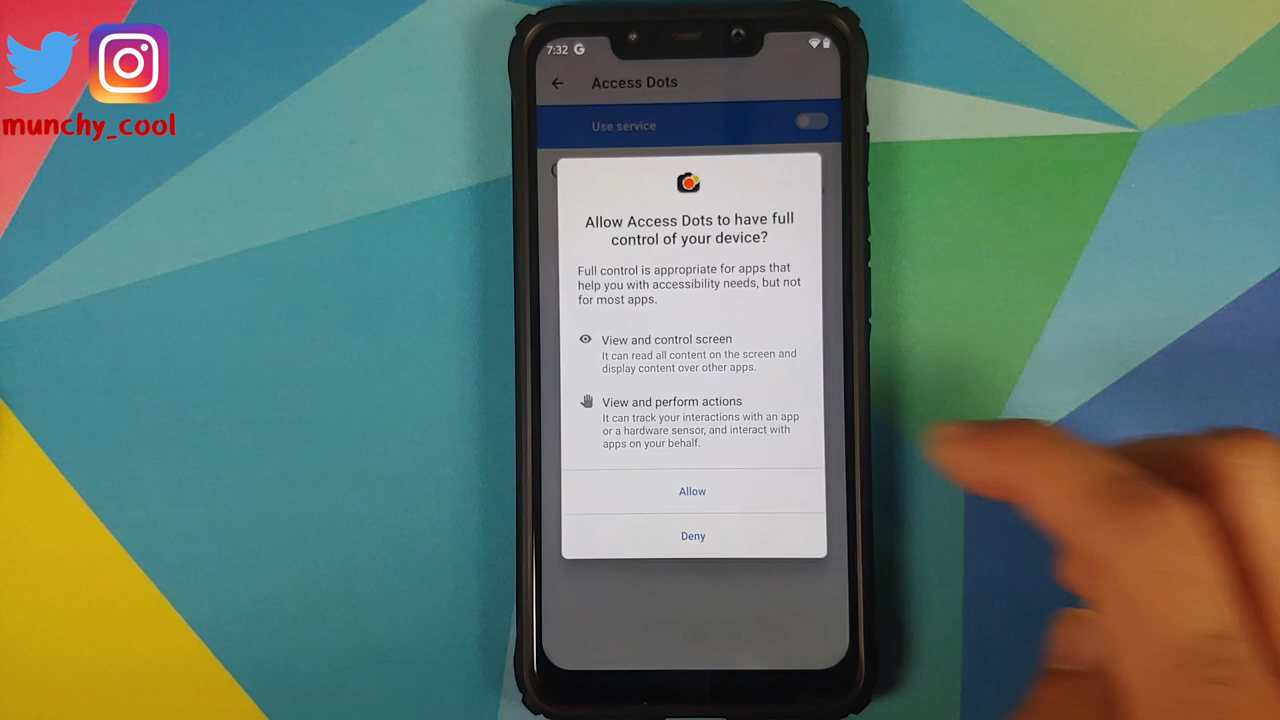 munchy_cool
7:32 G
Access Dots
Use service
Allow Access Dots to have full
control of your device?
Full control is appropriate for apps that
help you with accessibility needs, but not
for most apps.
View and control screen
It can read all content on the screen and
display content over other apps.
View and perform actions
It can track your interactions with an app
or a hardware sensor, and interact with
apps on your behalf.
Allow
Deny